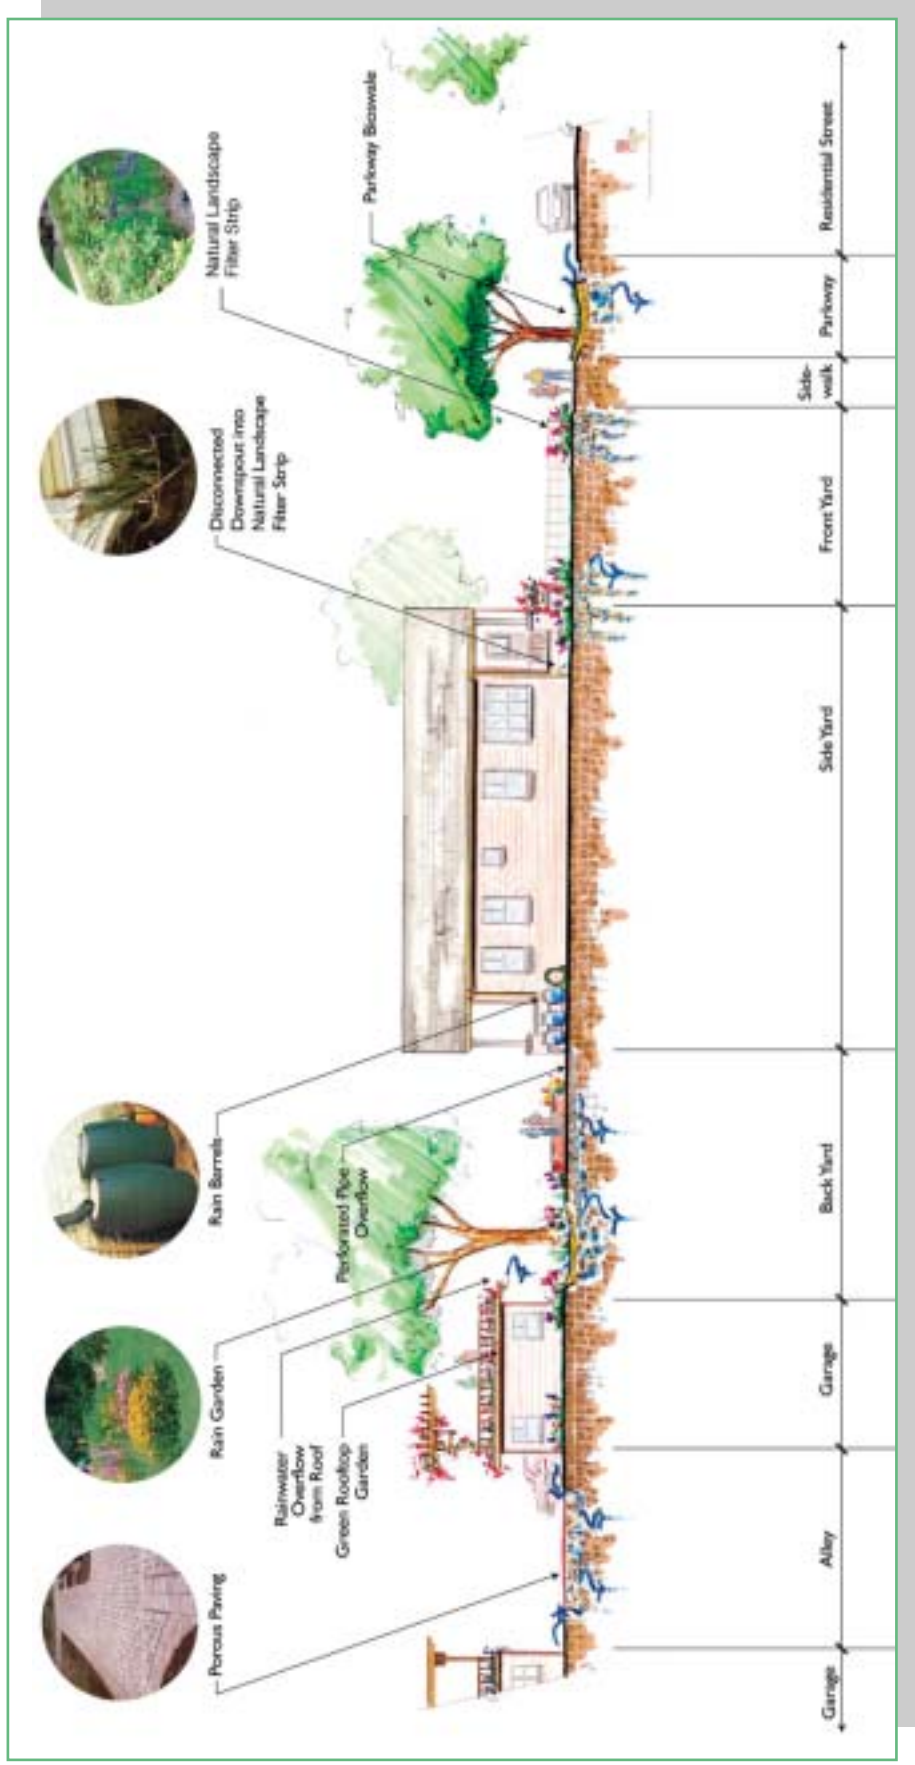 Porous Paving
Rain Garden
Rainwater
Overflow
from Roof
Green Rooftop
Garden
Rain Barrels
Perforated Pipe
Overflow
Disconnected
Downspout into
Natural Landscape
Filter Strip
Natural Landscape
Filter Strip
Parkway Bioswale
Garage
Alley
Garage
Back Yard
Side Yard
Front Yard
Side-
walk
Parkway
Residential Street